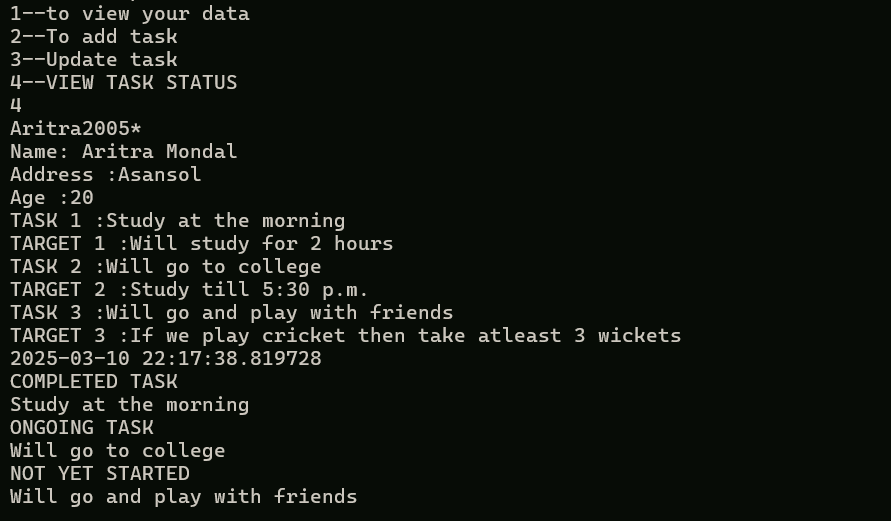 1--to view your data
2--To add task
3--Update task
4--VIEW TASK STATUS
4
Aritra2005*
Name: Aritra Mondal
Address :Asansol
Age :20
TASK 1 :Study at the morning
TARGET 1 :Will study for 2 hours
TASK 2 :Will go to college
TARGET 2 :Study till 5:30 p.m.
TASK 3 :Will go and play with friends
TARGET 3 :If we play cricket then take atleast 3 wickets
2025-03-10 22:17:38.819728
COMPLETED TASK
Study at the morning
ONGOING TASK
Will go to college
NOT YET STARTED
Will go and play with friends